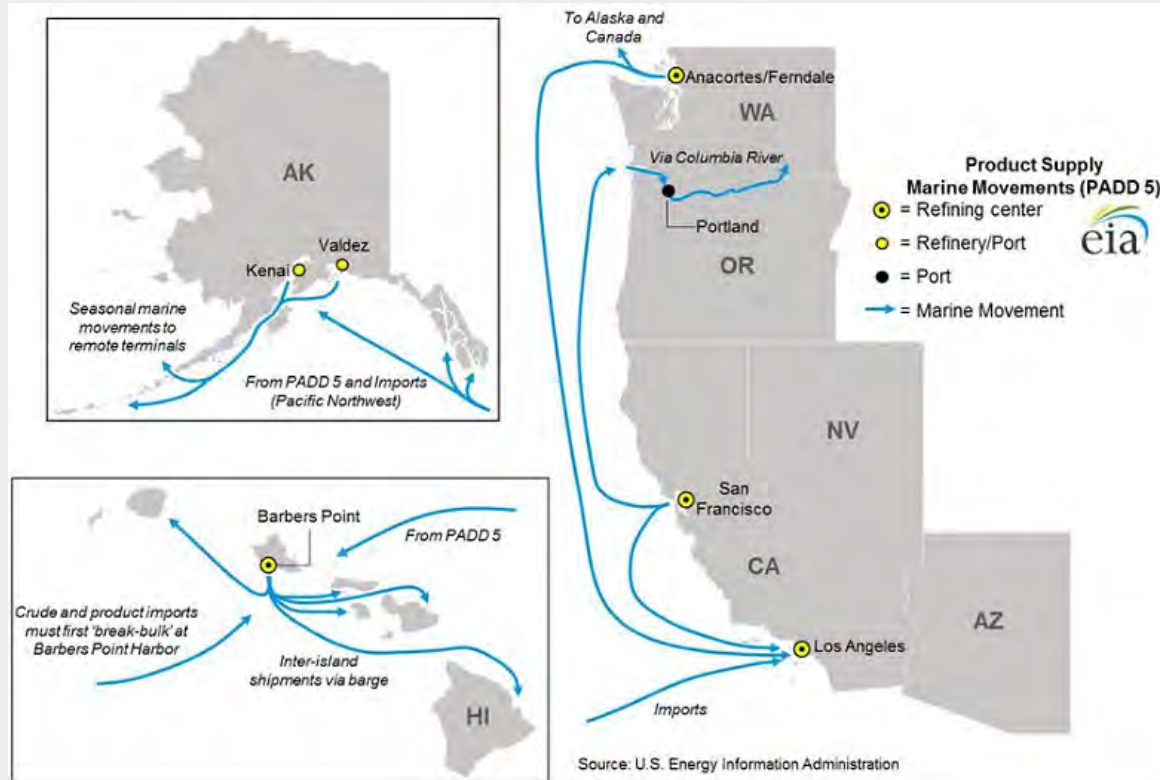 To Alaska and
Canada
Anacortes/Ferndale
WA
Via Columbia River
Portland
OR
Product Supply
Marine Movements (PADD 5)
= Refining center
= Refinery/Port
= Port
= Marine Movement
eia
AK
Valdez
Kenai
Seasonal marine
movements to
remote terminals
From PADD 5 and Imports
(Pacific Northwest)
NV
San
Francisco
CA
AZ
Los Angeles
Imports
Barbers Point
From PADD 5
Crude and product imports
must first 'break-bulk' at
Barbers Point Harbor
Inter-island
shipments via barge
HI
Source: U.S. Energy Information Administration